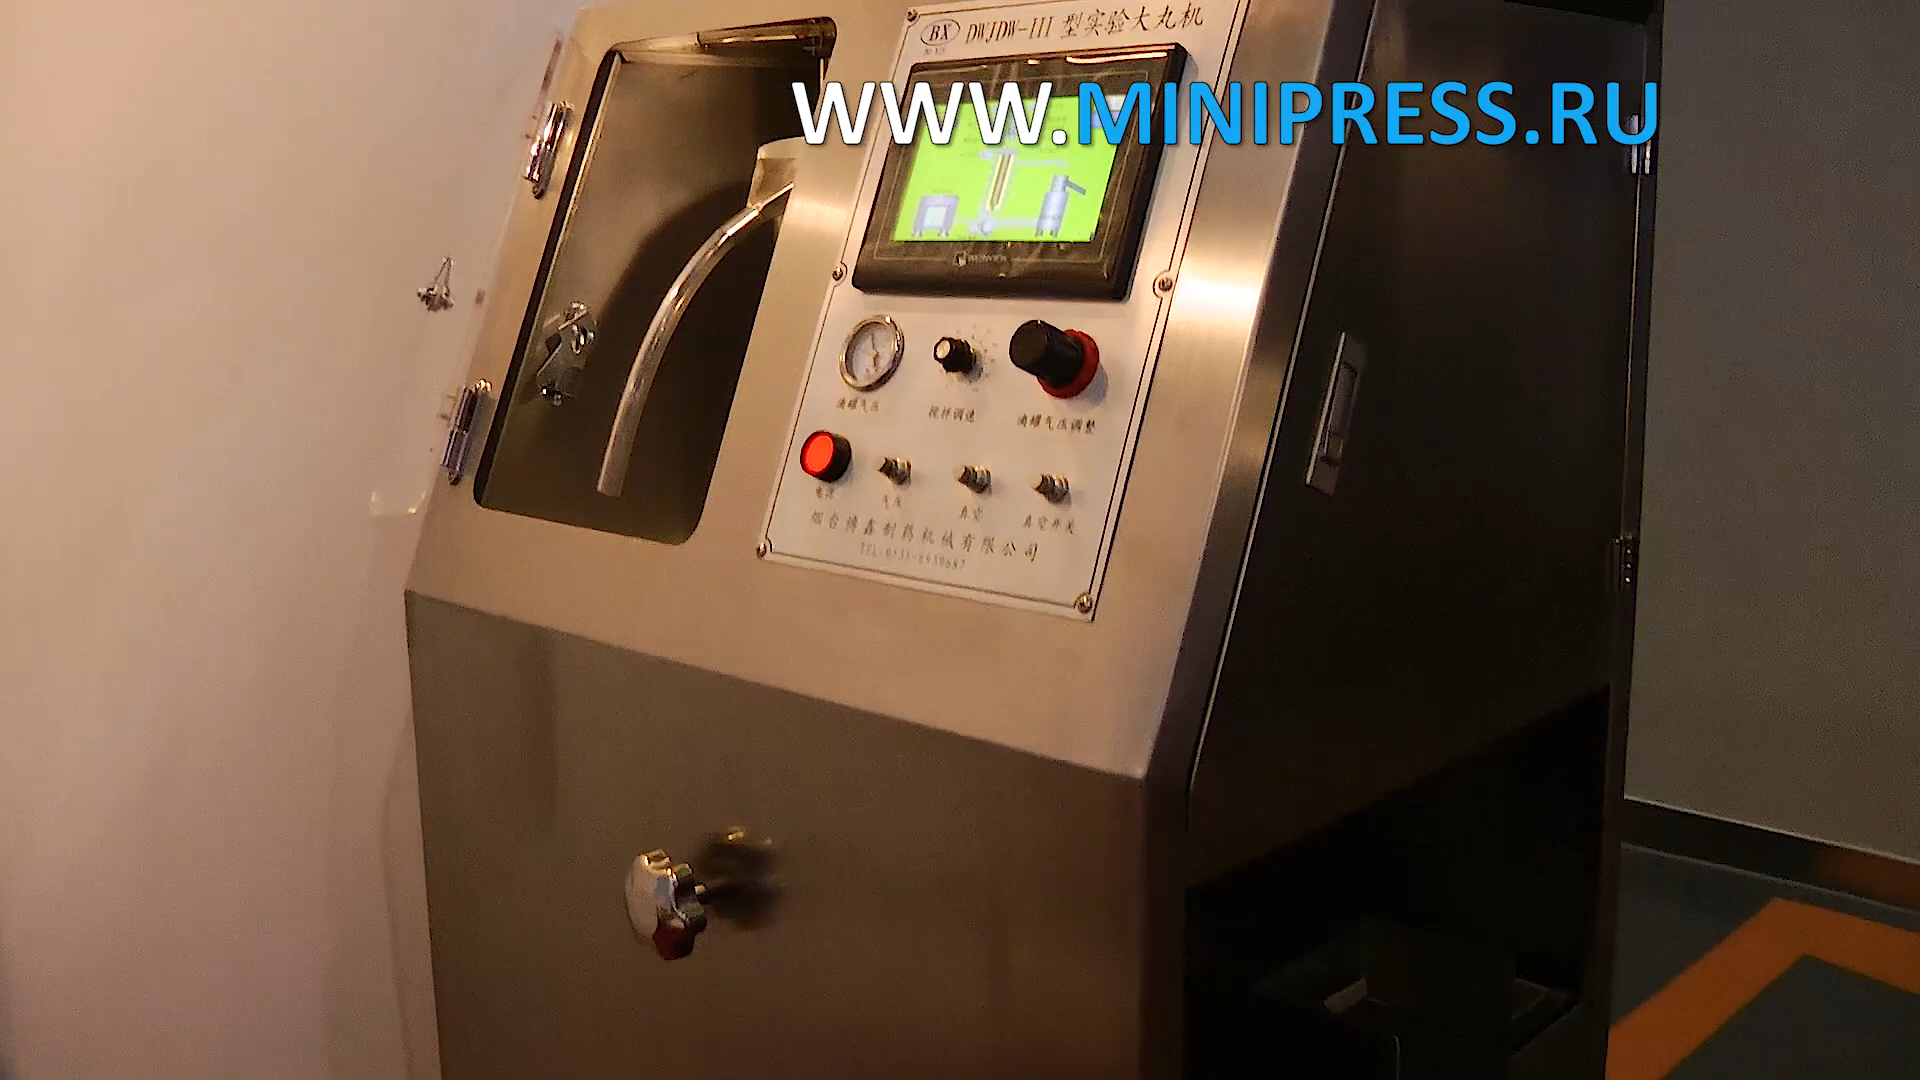 BX DWJDW-III 型实验大丸机
WWW.MINIPRESS.RU
WEINVIEW
滴罐气压 搅拌调速 滴罐气压调整
电源 气压 真空 真空开关
烟台博鑫制药机械有限公司